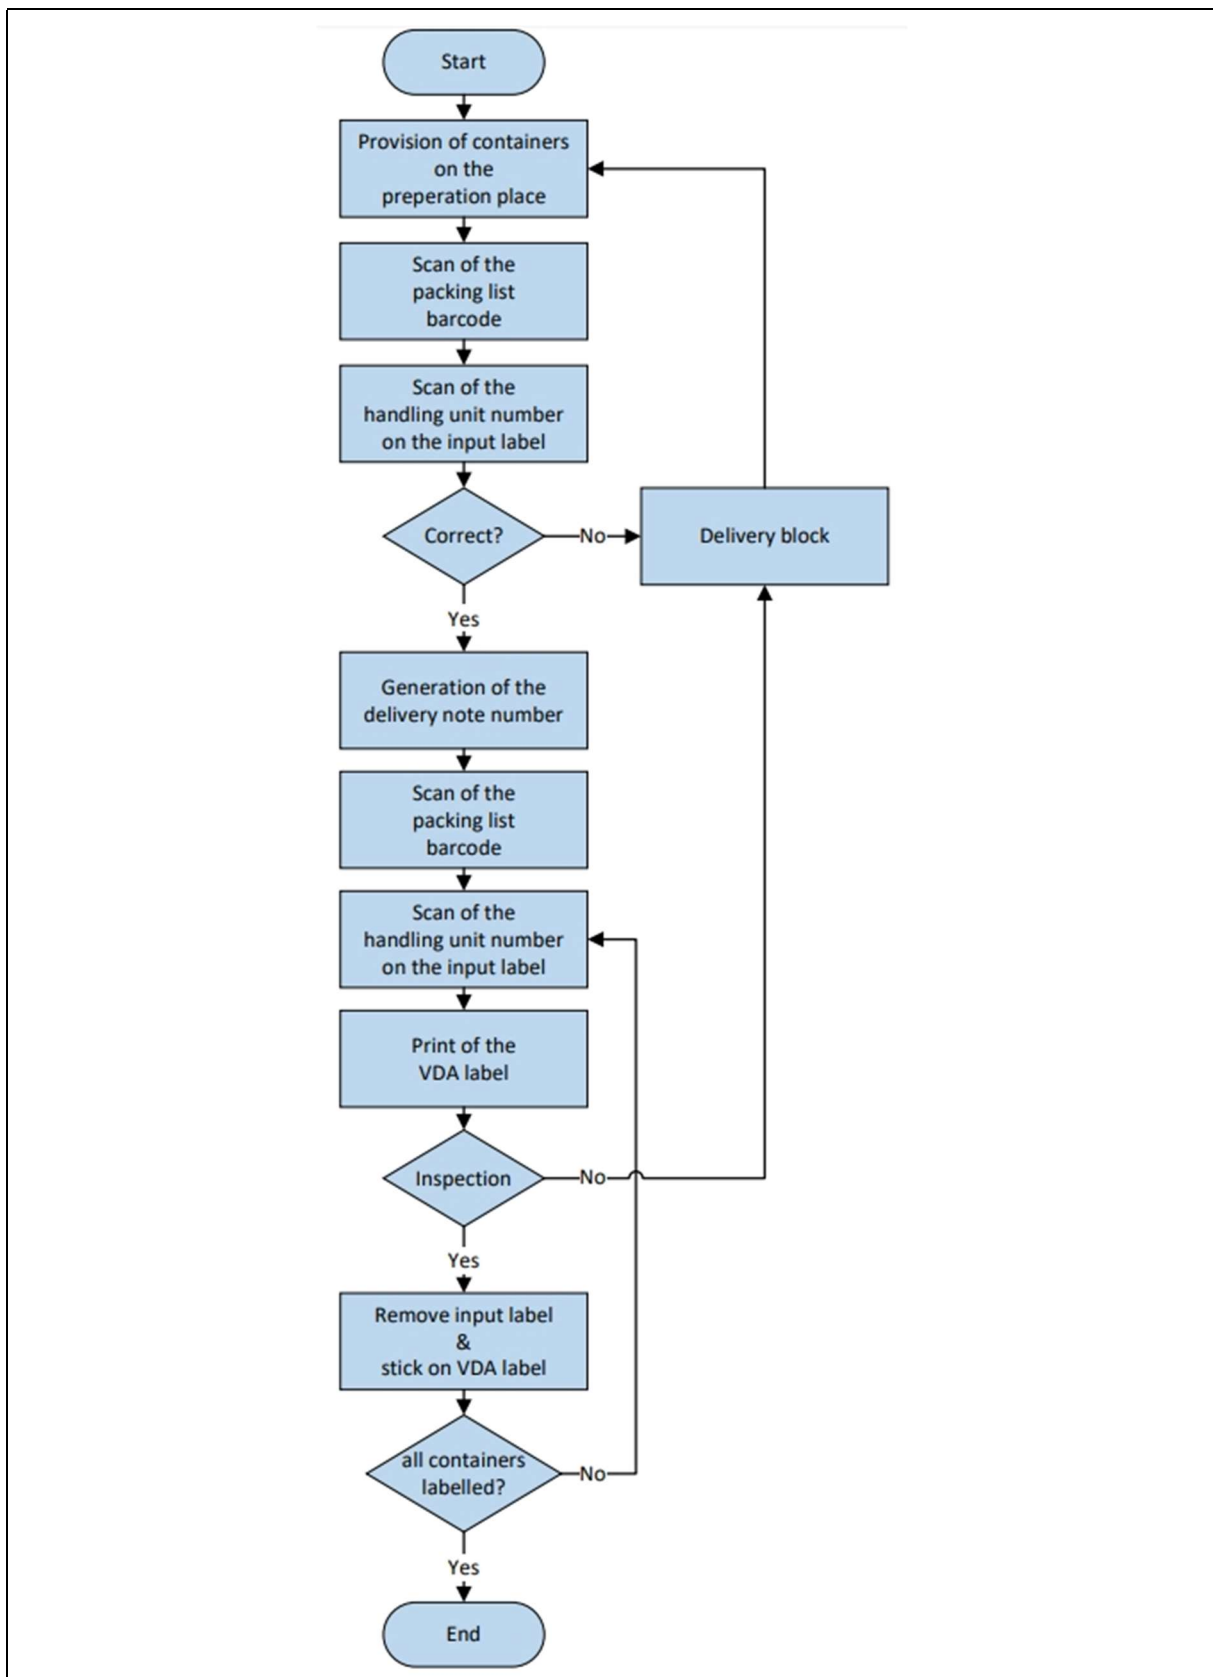 Start
Provision of containers
on the
preperation place
Scan of the
packing list
barcode
Scan of the
handling unit number
on the input label
Correct?
No
Delivery block
Yes
Generation of the
delivery note number
Scan of the
packing list
barcode
Scan of the
handling unit number
on the input label
Print of the
VDA label
Inspection
No
Yes
Remove input label
&
stick on VDA label
all containers
labelled?
No
Yes
End